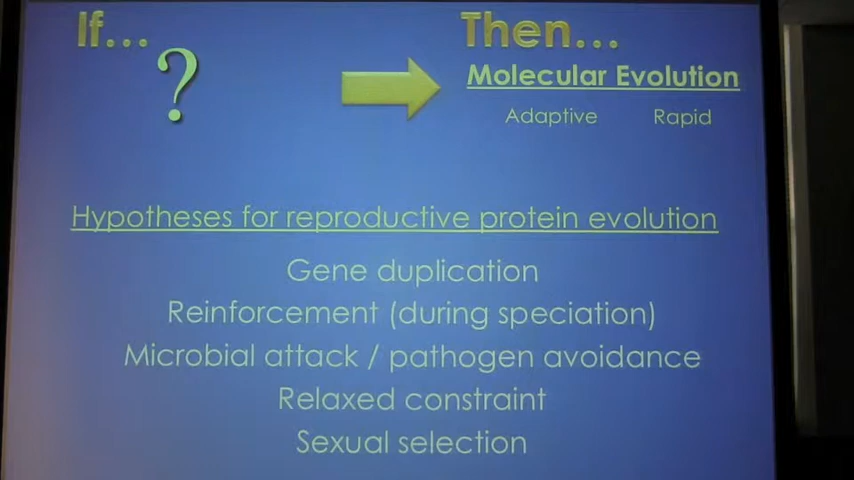 If...
Then...
?
Molecular Evolution
Adaptive Rapid
Hypotheses for reproductive protein evolution
Gene duplication
Reinforcement (during speciation)
Microbial attack / pathogen avoidance
Relaxed constraint
Sexual selection